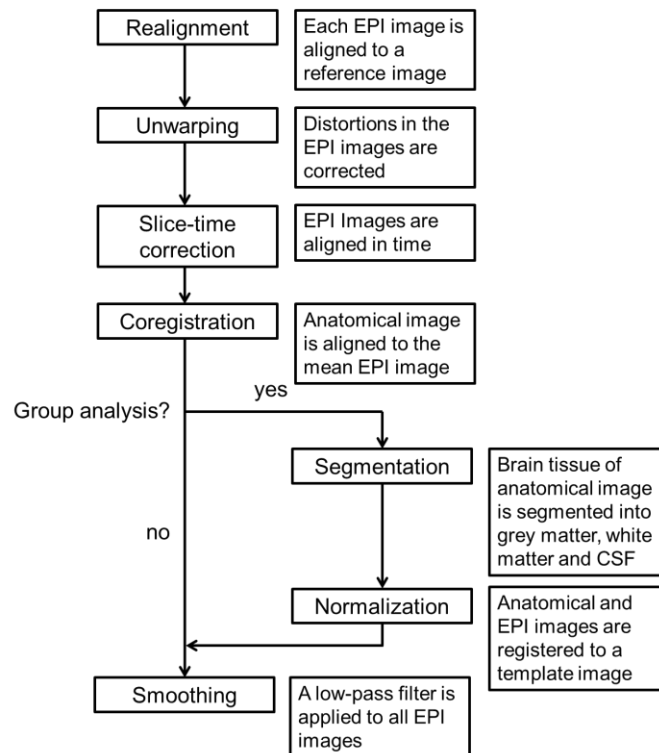 Realignment
Each EPI image is
aligned to a
reference image
Unwarping
Distortions in the
EPI images are
corrected
Slice-time
correction
EPI Images are
aligned in time
Coregistration
Anatomical image
is aligned to the
mean EPI image
Group analysis?
yes
Segmentation
Brain tissue of
anatomical image
is segmented into
grey matter, white
matter and CSF
no
Normalization
Anatomical and
EPI images are
registered to a
template image
Smoothing
A low-pass filter is
applied to all EPI
images